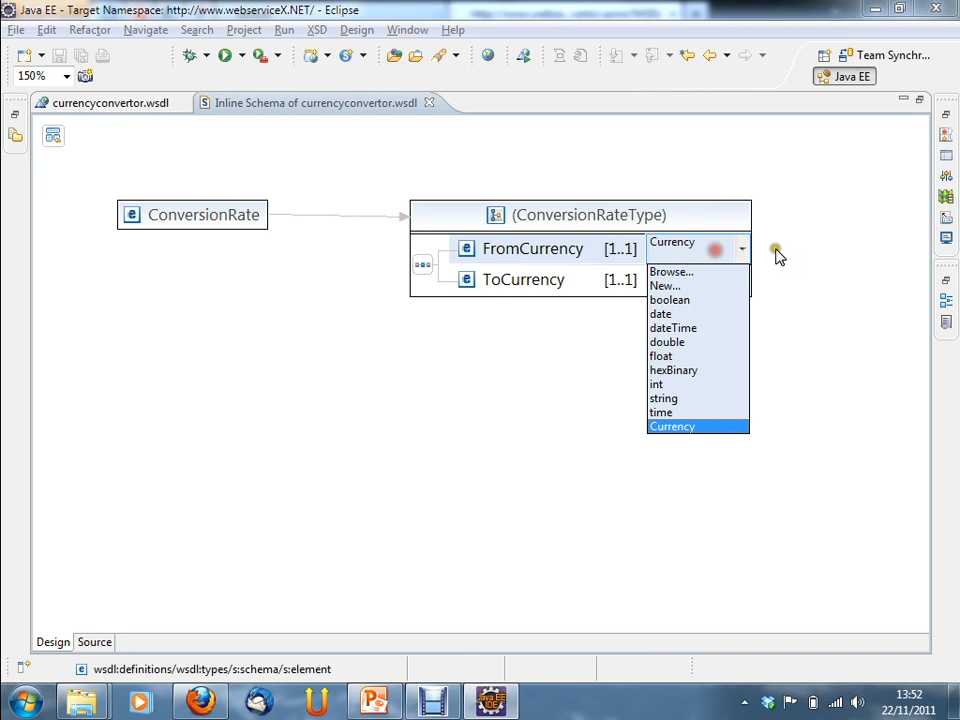 Java EE - Target Namespace: http://www.webserviceX.NET/ - Eclipse
File Edit Refactor Navigate Search Project Run XSD Design Window Help
Team Synchr...
150%
Java EE
currencyconvertor.wsdl
Inline Schema of currencyconvertor.wsdl
ConversionRate
(ConversionRateType)
FromCurrency [1..1] Currency
ToCurrency [1..1]
Browse...
New...
boolean
date
dateTime
double
float
hexBinary
int
string
time
Currency
Design Source
wsdl:definitions/wsdl:types/s:schema/s:element
13:52
22/11/2011